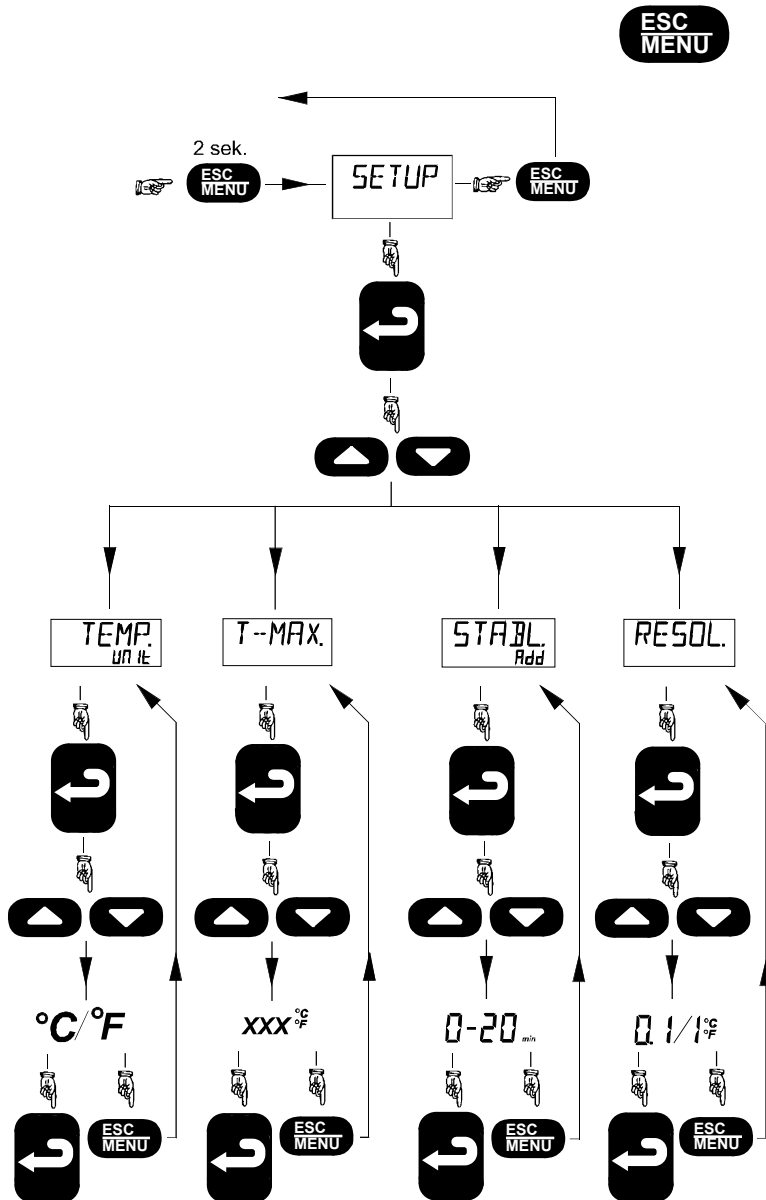 ESC
MENU
2 sek.
ESC
MENU
SETUP
ESC
MENU
TEMP.
unit
T-MAX.
STABL.
Add
RESOL.
°C/°F
XXX °C
°F
0-20 min
0.1/1 °C
°F
ESC
MENU
ESC
MENU
ESC
MENU
ESC
MENU